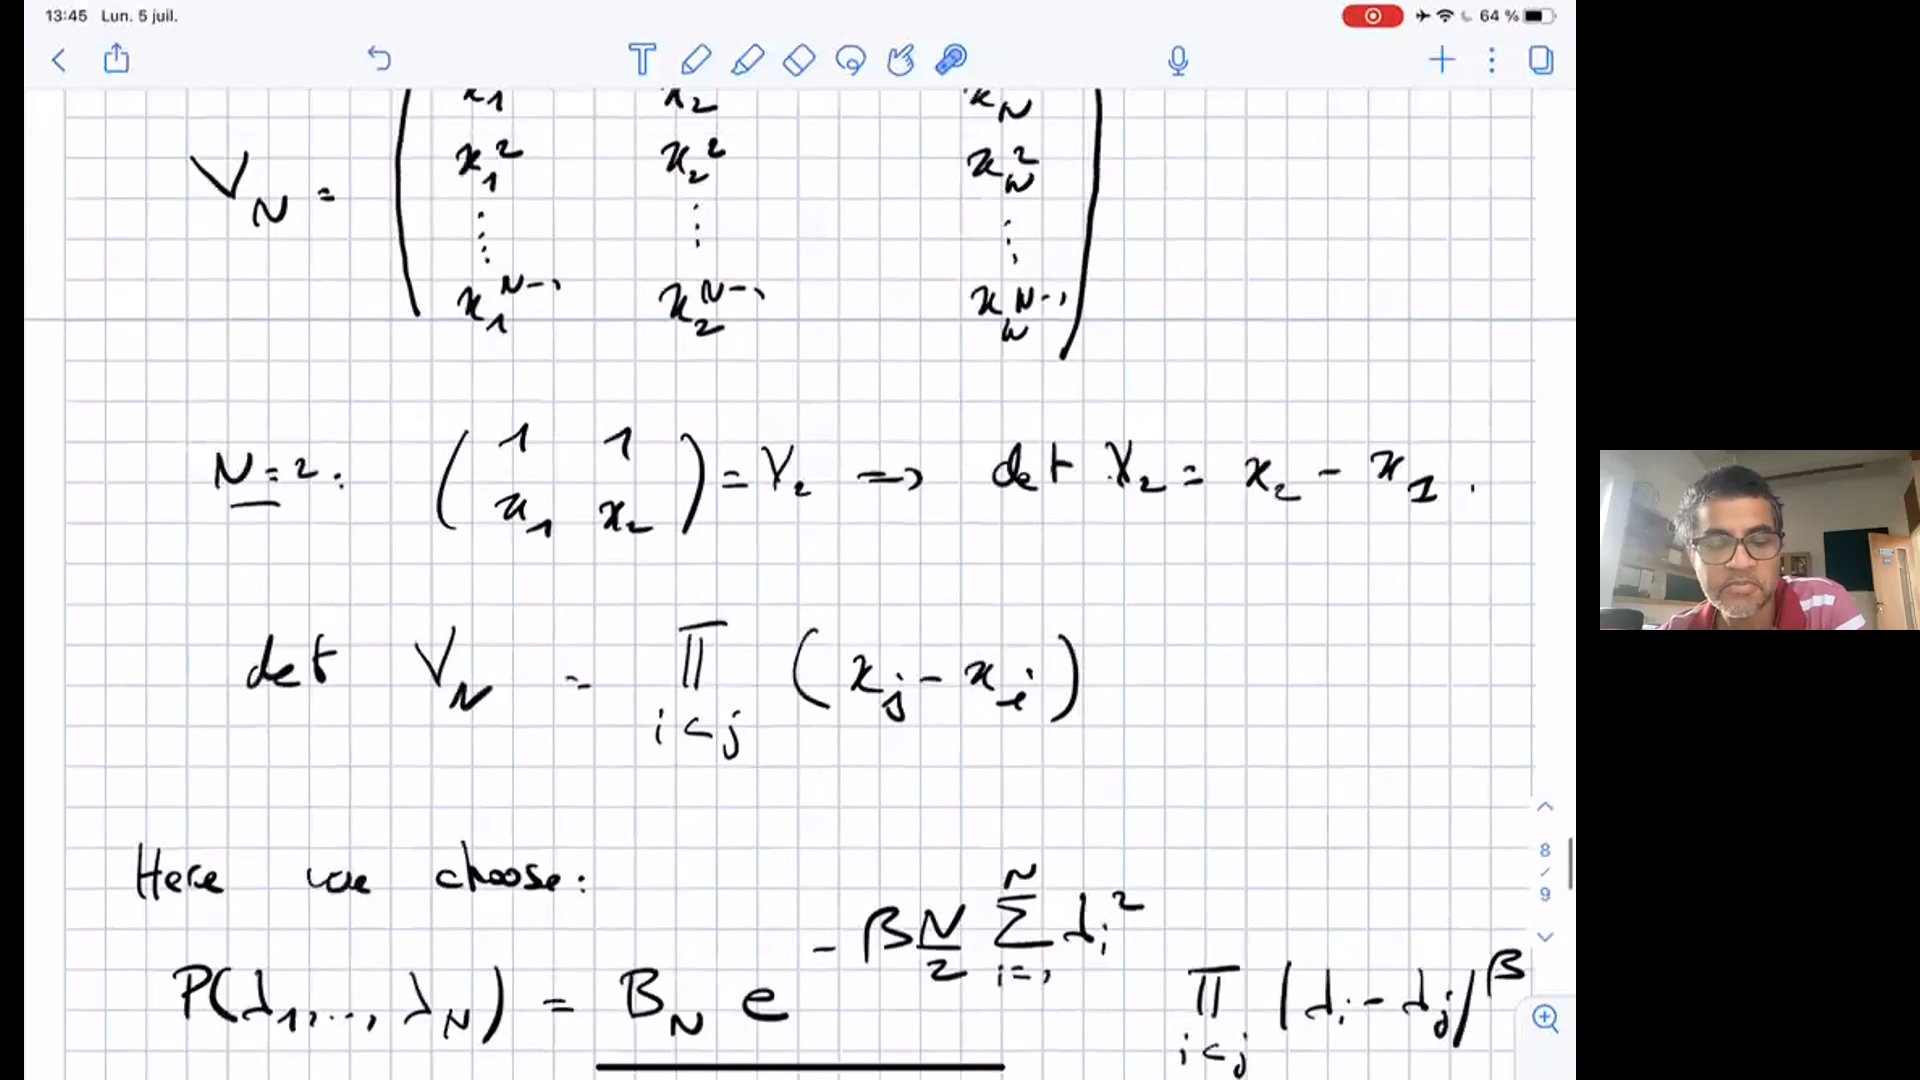 13:45 Lun. 5 juil. 64 %
x_1 x_2 x_N
V_N = x_1^2 x_2^2 x_N^2
⋮ ⋮ ⋮
x_1^{N-1} x_2^{N-1} x_N^{N-1}
N=2: ( 1 1 ; x_1 x_2 ) = V_2 => det V_2 = x_2 - x_1 .
det V_N = ∏_{i<j} ( x_j - x_i )
Here we choose:
P(λ_1, ..., λ_N) = B_N e^{- β N/2 ∑_{i=1}^{N} λ_i^2} ∏_{i<j} |λ_i - λ_j|^β
8
/
9